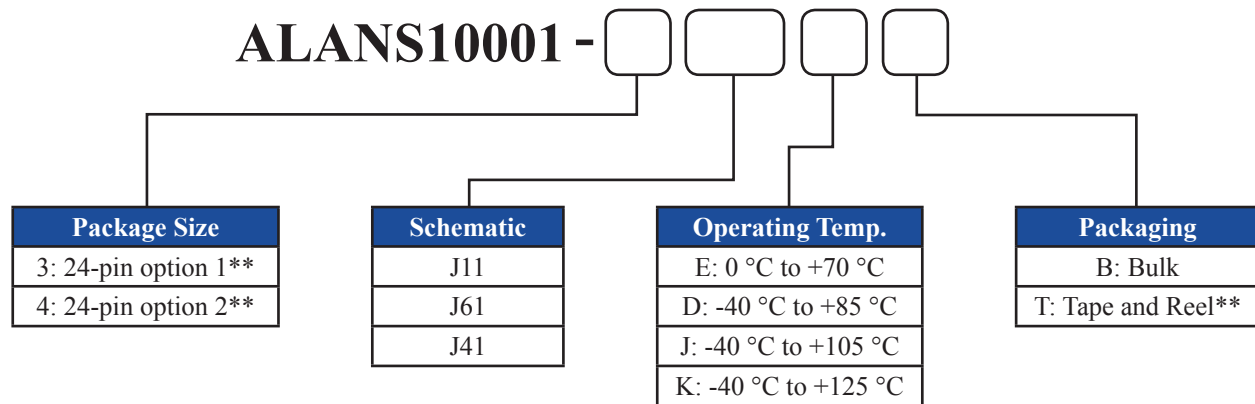 ALANS10001 -
Package Size
3: 24-pin option 1**
4: 24-pin option 2**
Schematic
J11
J61
J41
Operating Temp.
E: 0 °C to +70 °C
D: -40 °C to +85 °C
J: -40 °C to +105 °C
K: -40 °C to +125 °C
Packaging
B: Bulk
T: Tape and Reel**